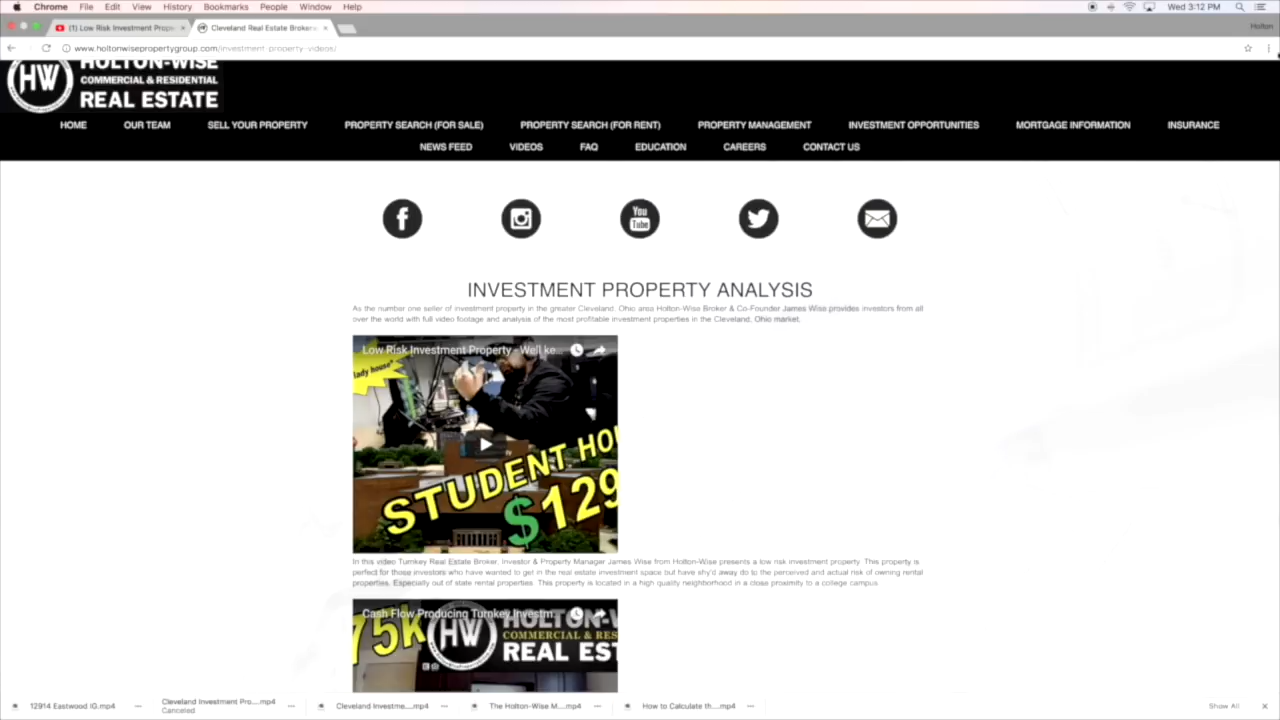 Chrome File Edit View History Bookmarks People Window Help Wed 3:12 PM
(1) Low Risk Investment Prope Cleveland Real Estate Brokers Holton
www.holtonwisepropertygroup.com/investment-property-videos/
HW HOLTON-WISE
COMMERCIAL & RESIDENTIAL
REAL ESTATE
HOME OUR TEAM SELL YOUR PROPERTY PROPERTY SEARCH (FOR SALE) PROPERTY SEARCH (FOR RENT) PROPERTY MANAGEMENT INVESTMENT OPPORTUNITIES MORTGAGE INFORMATION INSURANCE
NEWS FEED VIDEOS FAQ EDUCATION CAREERS CONTACT US
You Tube
INVESTMENT PROPERTY ANALYSIS
As the number one seller of investment property in the greater Cleveland, Ohio area Holton-Wise Broker & Co-Founder James Wise provides investors from all
over the world with full video footage and analysis of the most profitable investment properties in the Cleveland, Ohio market.
Low Risk Investment Property - Well ke...
lady house"
STUDENT HOU
$129
In this video Turnkey Real Estate Broker, Investor & Property Manager James Wise from Holton-Wise presents a low risk investment property. This property is
perfect for those investors who have wanted to get in the real estate investment space but have shy'd away do to the perceived and actual risk of owning rental
properties. Especially out of state rental properties. This property is located in a high quality neighborhood in a close proximity to a college campus.
Cash Flow Producing Turnkey Investm...
75k HW HOLTON-W
COMMERCIAL & RES
REAL EST
12914 Eastwood IG.mp4 Cleveland Investment Pro....mp4 Cleveland Investme....mp4 The Holton-Wise M....mp4 How to Calculate th....mp4 Show All
Canceled